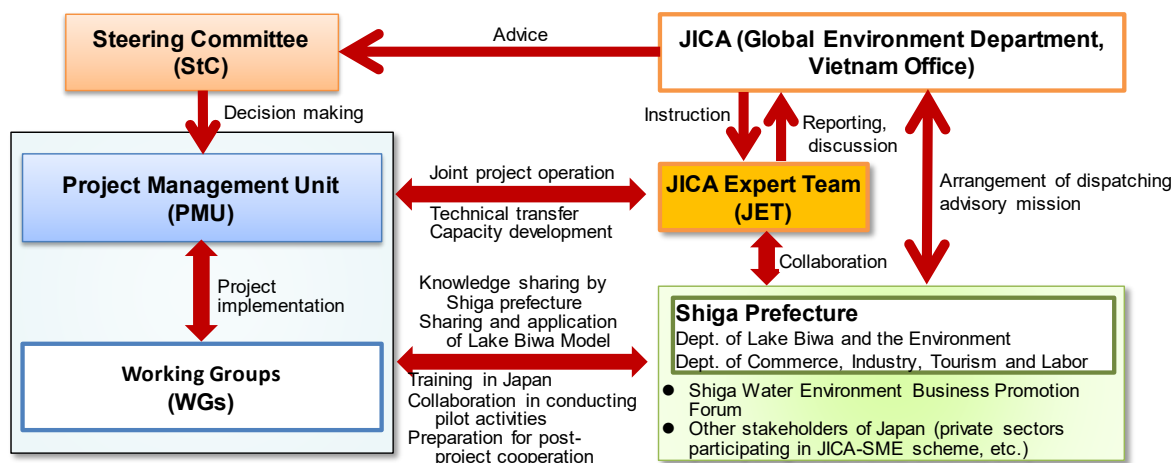 Steering Committee
(StC)
Advice
JICA (Global Environment Department,
Vietnam Office)
Decision making
Instruction
Reporting,
discussion
Project Management Unit
(PMU)
Joint project operation
Technical transfer
Capacity development
JICA Expert Team
(JET)
Arrangement of dispatching
advisory mission
Collaboration
Project
implementation
Knowledge sharing by
Shiga prefecture
Sharing and application
of Lake Biwa Model
Working Groups
(WGs)
Training in Japan
Collaboration in conducting
pilot activities
Preparation for post-
project cooperation
Shiga Prefecture
Dept. of Lake Biwa and the Environment
Dept. of Commerce, Industry, Tourism and Labor
● Shiga Water Environment Business Promotion
Forum
● Other stakeholders of Japan (private sectors
participating in JICA-SME scheme, etc.)